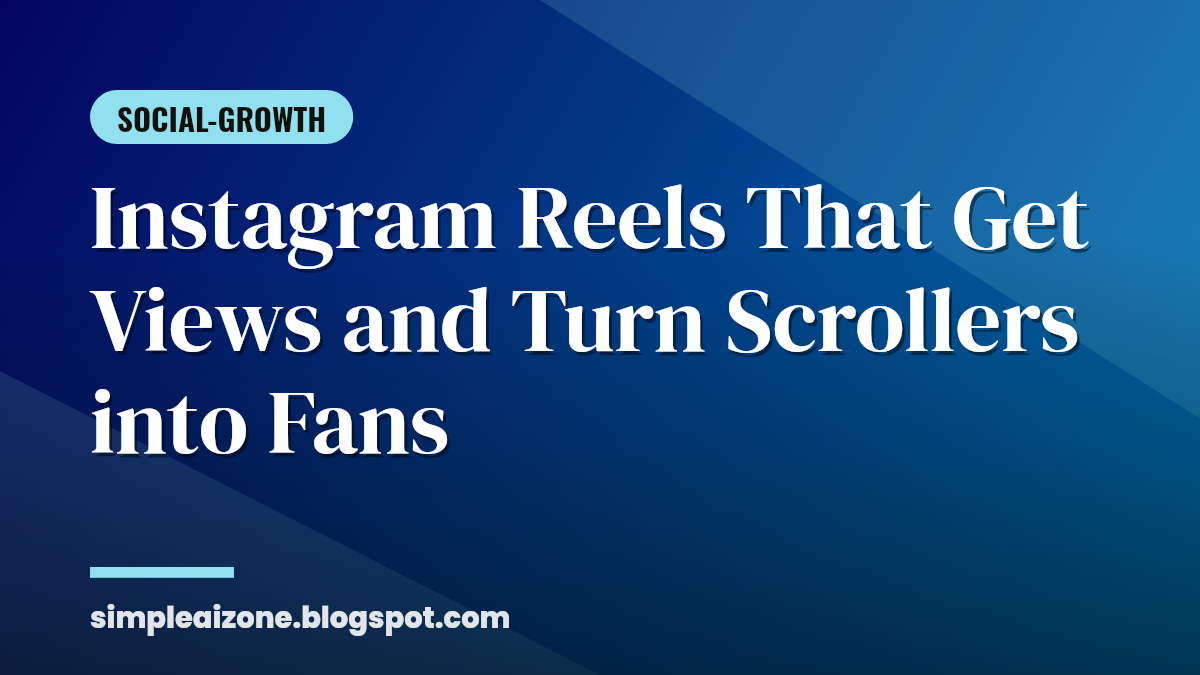 SOCIAL-GROWTH
Instagram Reels That Get
Views and Turn Scrollers
into Fans
simpleaizone.blogspot.com